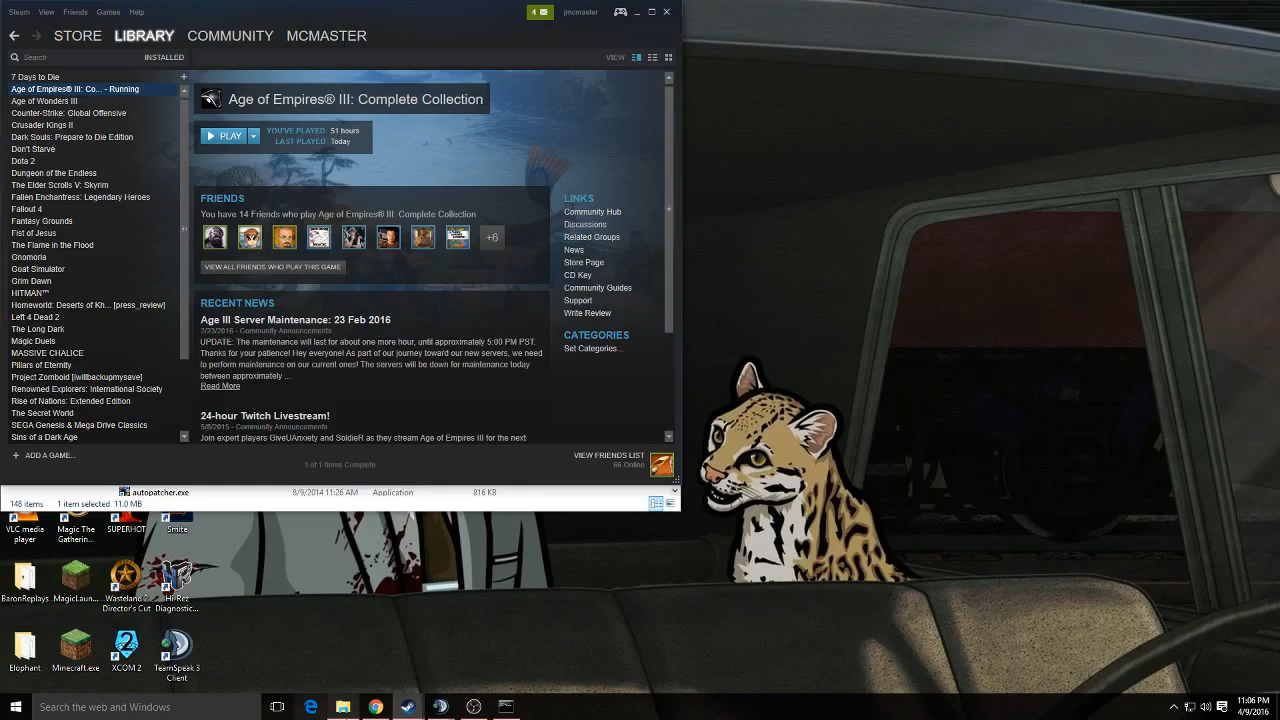 Steam View Friends Games Help
4 jmcmaster
STORE LIBRARY COMMUNITY MCMASTER
Search INSTALLED VIEW
7 Days to Die +
Age of Empires® III: Co... - Running
Age of Wonders III
Counter-Strike: Global Offensive
Crusader Kings II
Dark Souls: Prepare to Die Edition
Don't Starve
Dota 2
Dungeon of the Endless
The Elder Scrolls V: Skyrim
Fallen Enchantress: Legendary Heroes
Fallout 4
Fantasy Grounds
Fist of Jesus
The Flame in the Flood
Gnomoria
Goat Simulator
Grim Dawn
HITMAN™
Homeworld: Deserts of Kh... [press_review]
Left 4 Dead 2
The Long Dark
Magic Duels
MASSIVE CHALICE
Pillars of Eternity
Project Zomboid [iwillbackupmysave]
Renowned Explorers: International Society
Rise of Nations: Extended Edition
The Secret World
SEGA Genesis & Mega Drive Classics
Sins of a Dark Age
Age of Empires® III: Complete Collection
PLAY
YOU'VE PLAYED 51 hours
LAST PLAYED Today
FRIENDS
You have 14 Friends who play Age of Empires® III: Complete Collection
+6
VIEW ALL FRIENDS WHO PLAY THIS GAME
RECENT NEWS
Age III Server Maintenance: 23 Feb 2016
2/23/2016 - Community Announcements
UPDATE: The maintenance will last for about one more hour, until approximately 5:00 PM PST.
Thanks for your patience! Hey everyone! As part of our journey toward our new servers, we need
to perform maintenance on our current ones! The servers will be down for maintenance today
between approximately ...
Read More
24-hour Twitch Livestream!
5/8/2015 - Community Announcements
Join expert players GiveUAnxiety and SoldieR as they stream Age of Empires III for the next
LINKS
Community Hub
Discussions
Related Groups
News
Store Page
CD Key
Community Guides
Support
Write Review
CATEGORIES
Set Categories...
+ ADD A GAME...
1 of 1 Items Complete
VIEW FRIENDS LIST
66 Online
autopatcher.exe 8/9/2014 11:26 AM Application 816 KB
148 items 1 item selected 11.0 MB
VLC media
player
Magic The
Gatherin...
SUPERHOT
Smite
BaronReplays
MagicLaun...
Wasteland 2
Director's Cut
Hi-Rez
Diagnostic...
Elophant
Minecraft.exe
XCOM 2
TeamSpeak 3
Client
Search the web and Windows
11:06 PM
4/9/2016